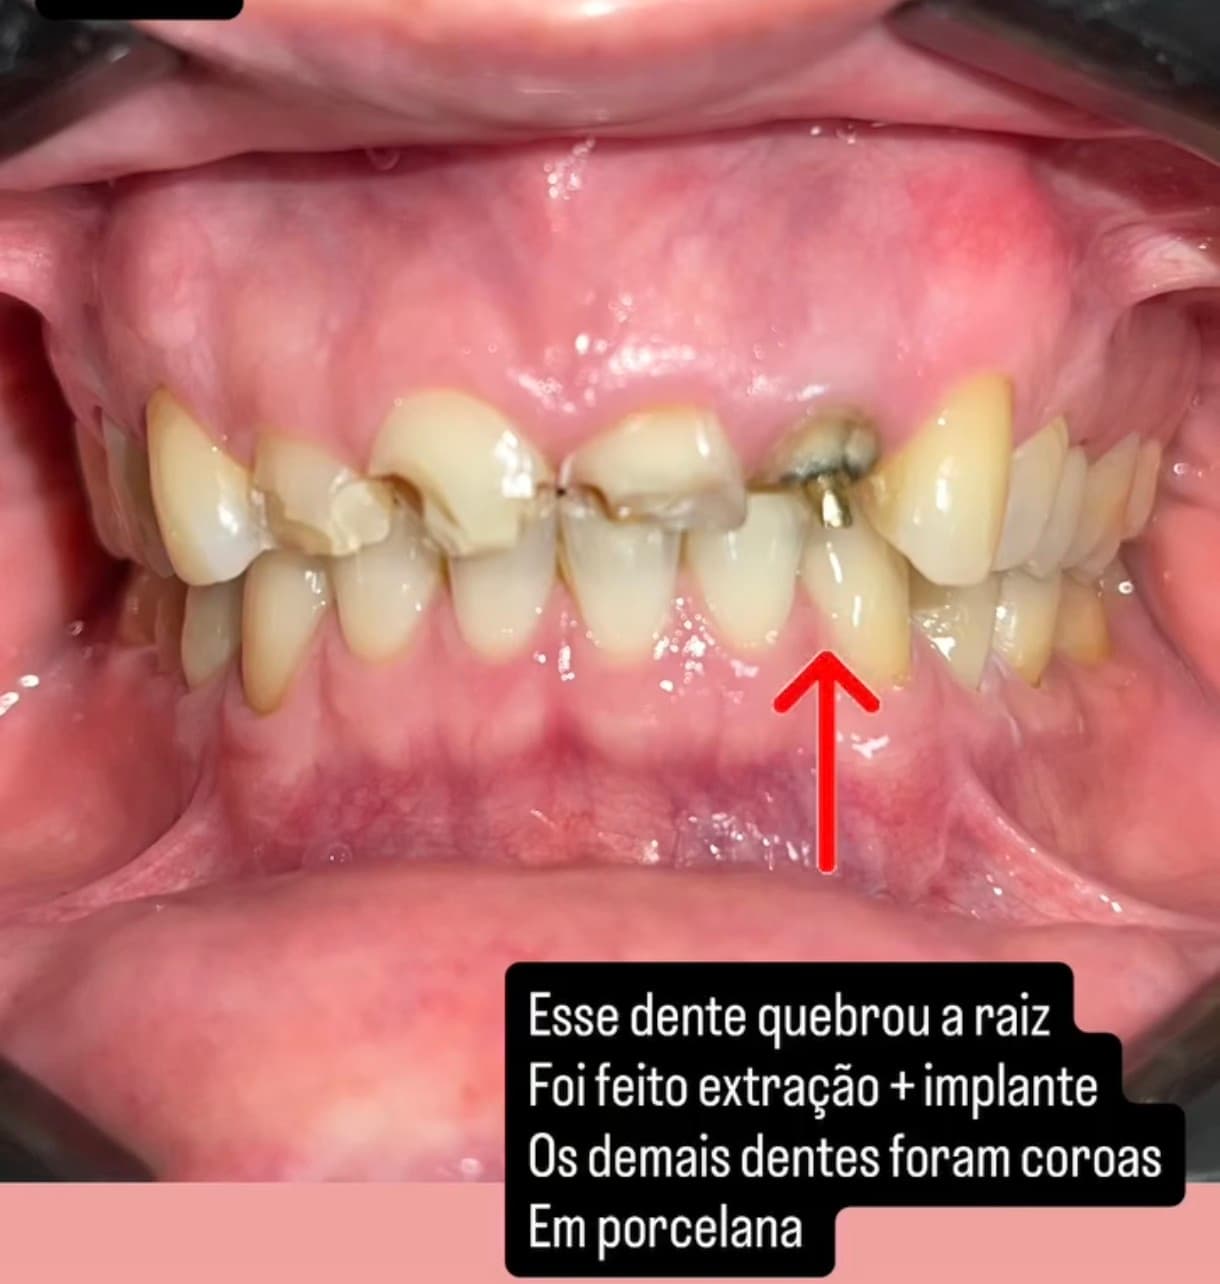 Esse dente quebrou a raiz
Foi feito extração + implante
Os demais dentes foram coroas
Em porcelana